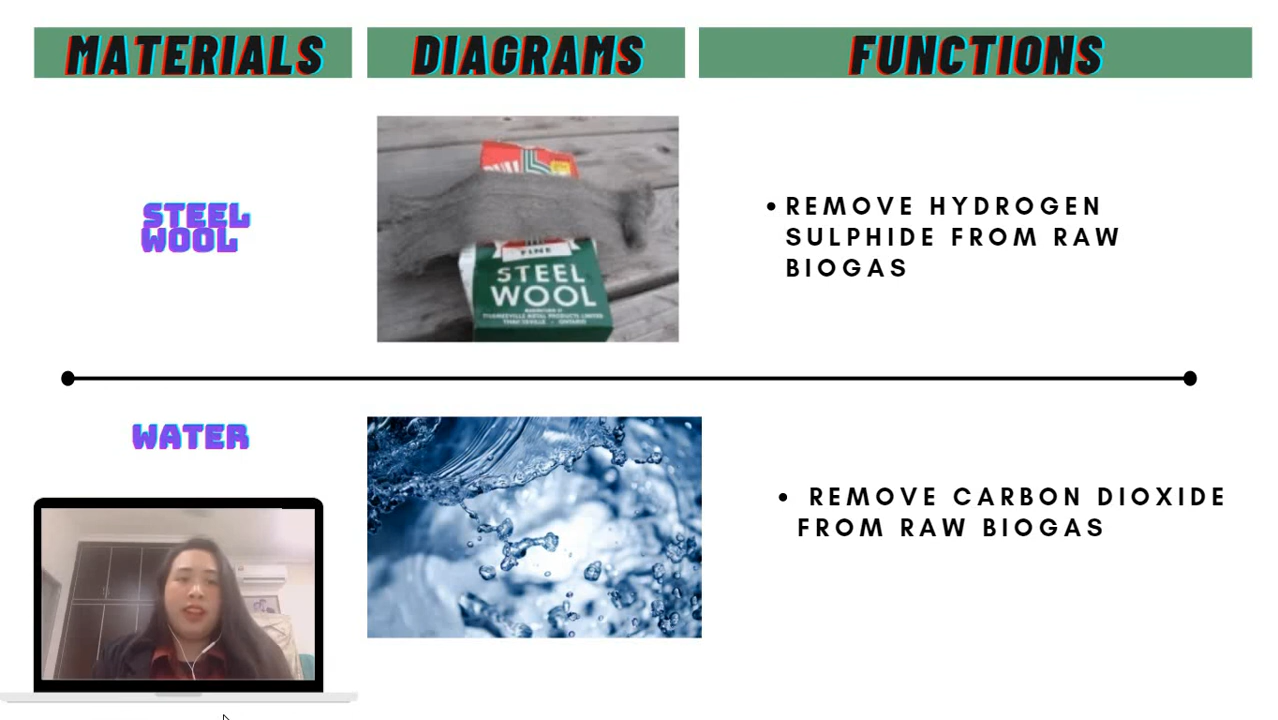 MATERIALS
DIAGRAMS
FUNCTIONS
STEEL
WOOL
FINE
STEEL
WOOL
• REMOVE HYDROGEN
SULPHIDE FROM RAW
BIOGAS
WATER
• REMOVE CARBON DIOXIDE
FROM RAW BIOGAS